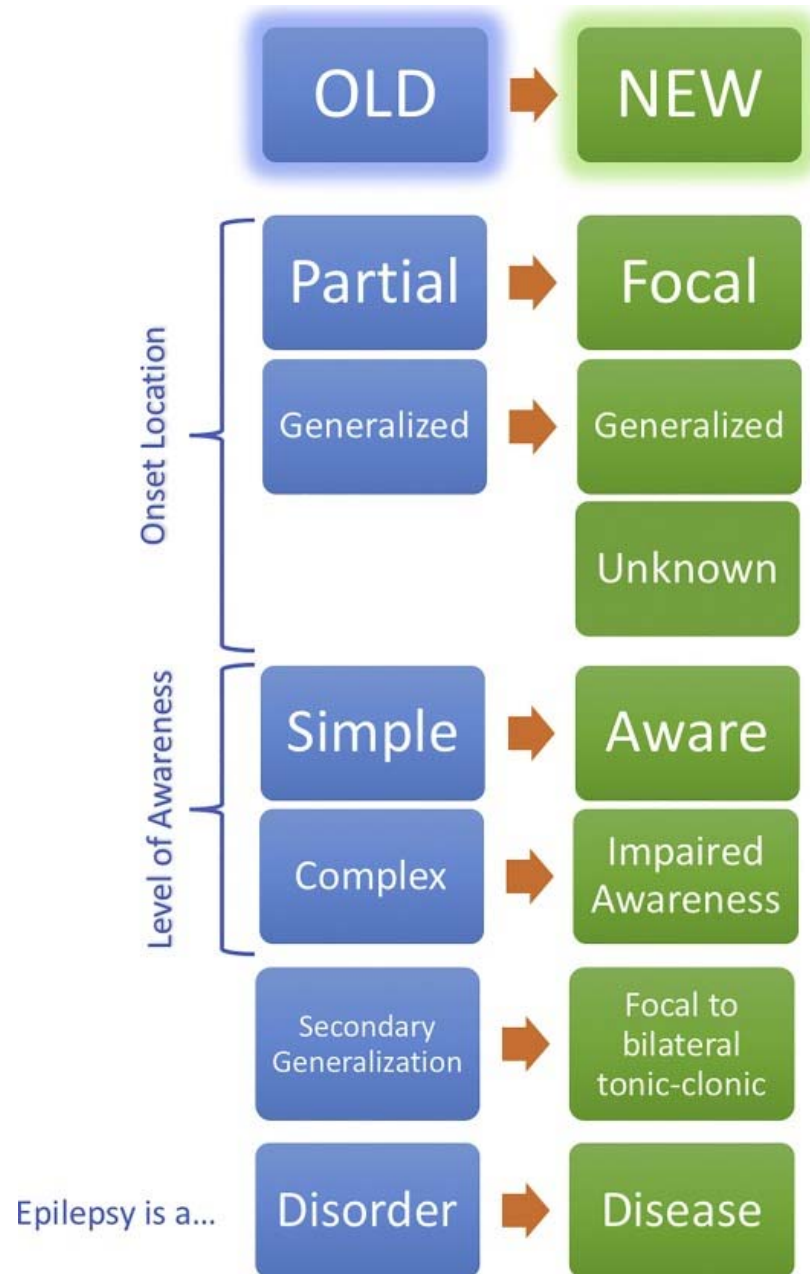 OLD
NEW
Onset Location
Partial
Focal
Generalized
Generalized
Unknown
Level of Awareness
Simple
Aware
Complex
Impaired
Awareness
Secondary
Generalization
Focal to
bilateral
tonic-clonic
Epilepsy is a...
Disorder
Disease